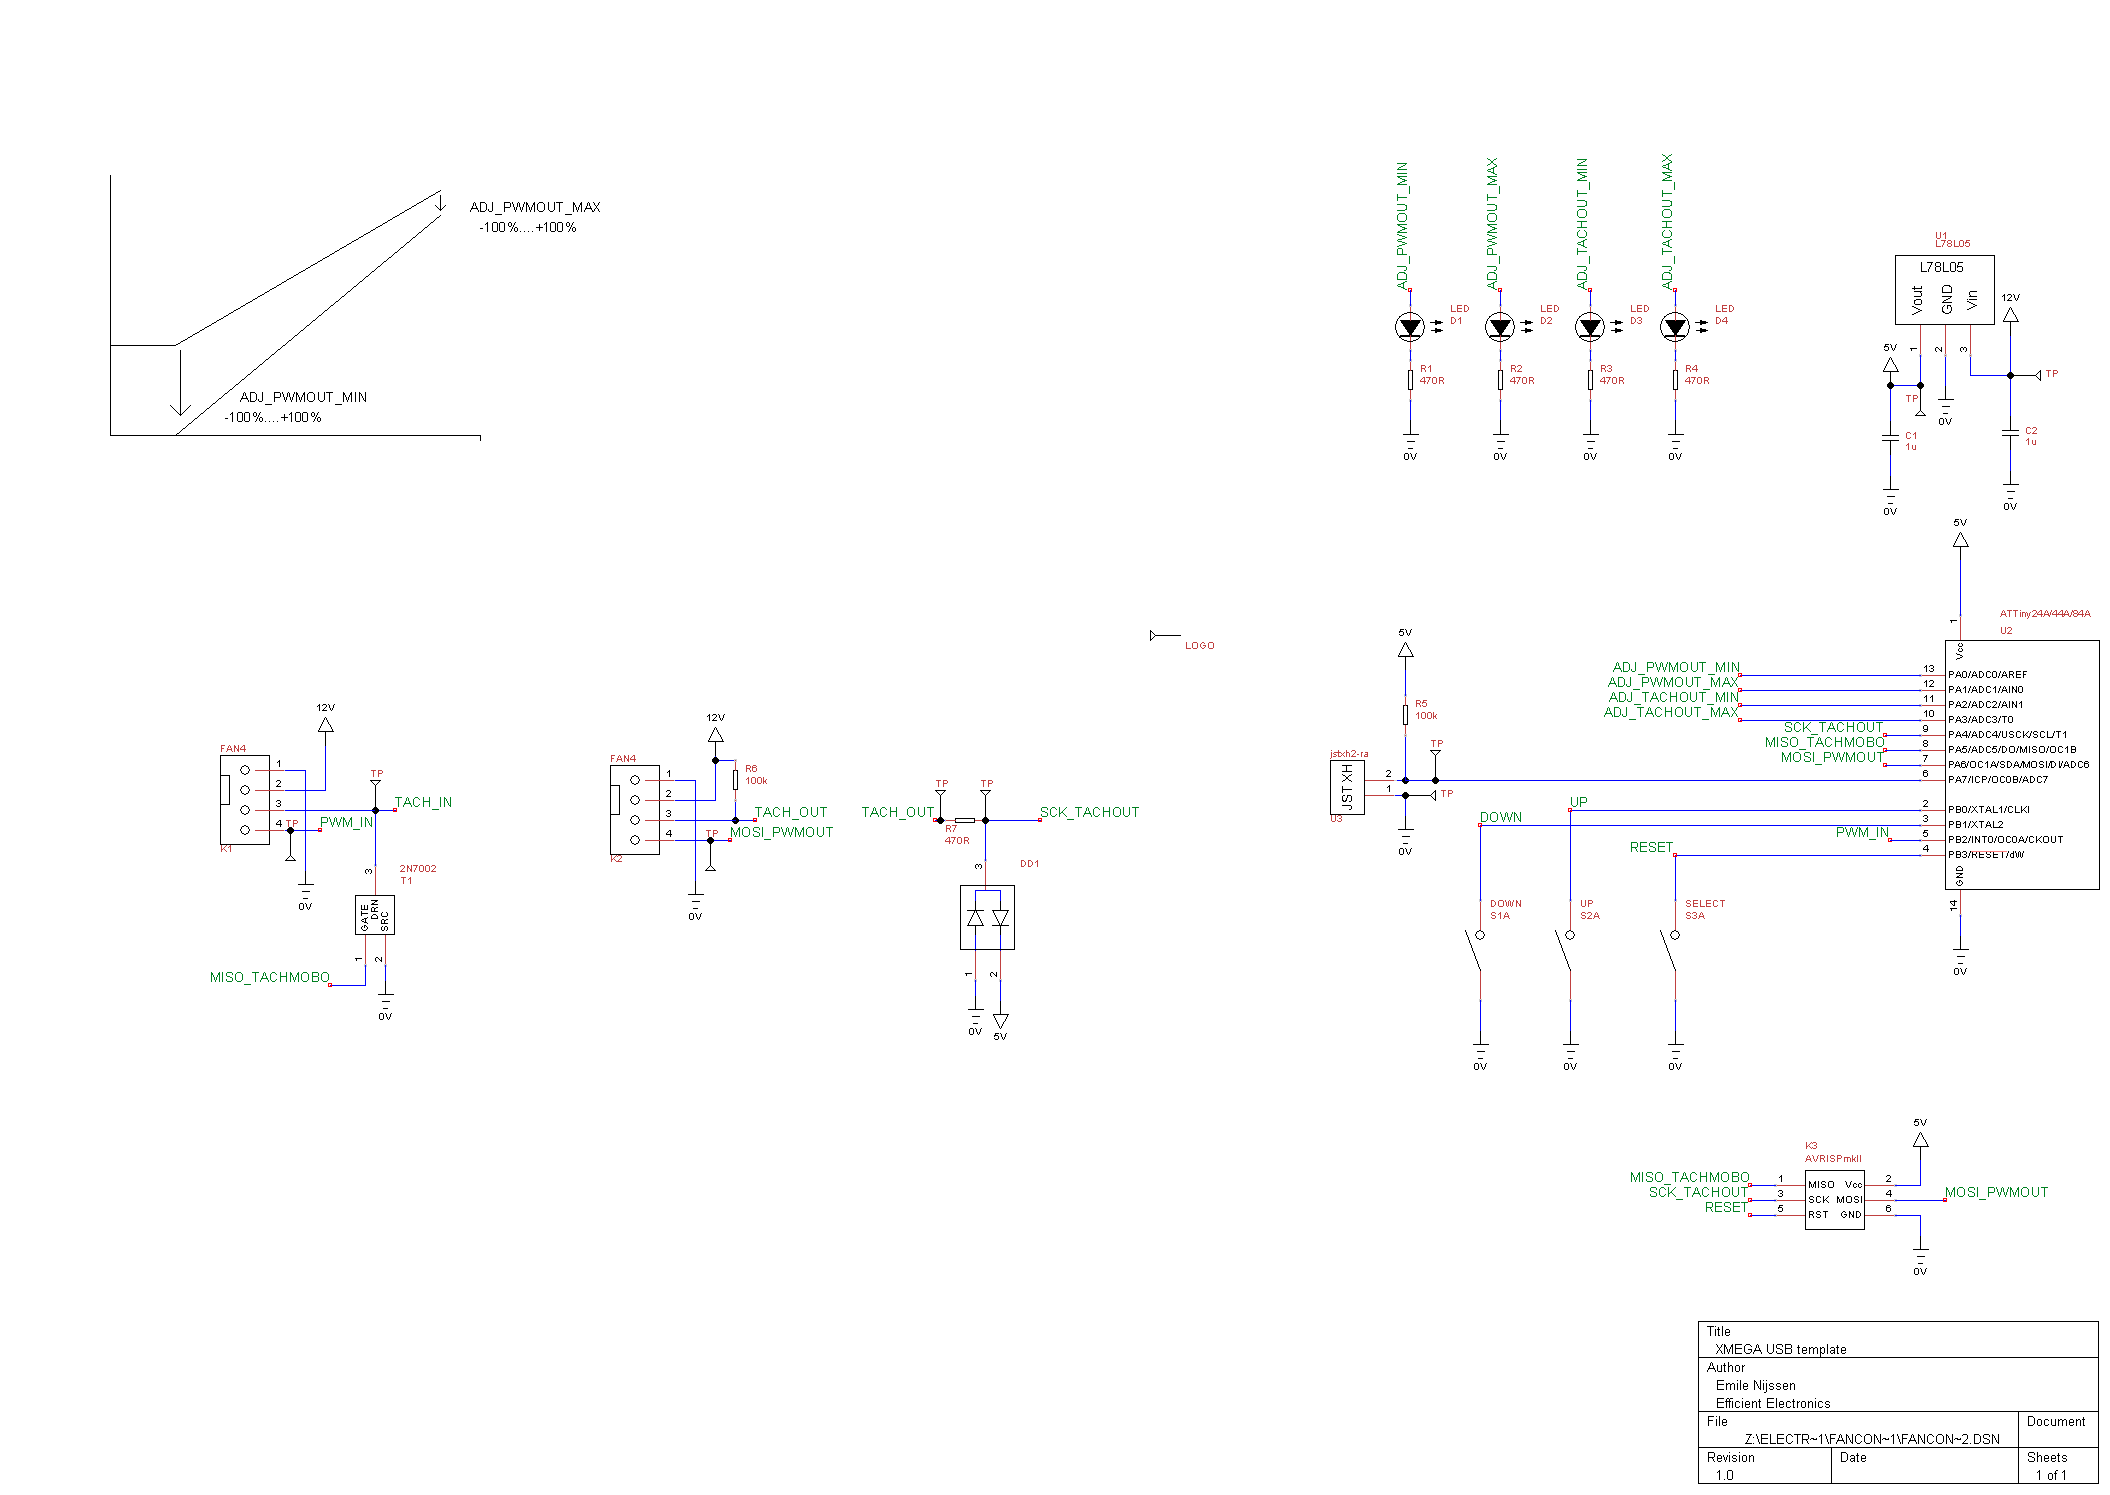 ADJ_PWMOUT_MAX
-100%....+100%
ADJ_PWMOUT_MIN
-100%....+100%
ADJ_PWMOUT_MIN
ADJ_PWMOUT_MAX
ADJ_TACHOUT_MIN
ADJ_TACHOUT_MAX
LED
D1
LED
D2
LED
D3
LED
D4
R1
470R
R2
470R
R3
470R
R4
470R
0V
0V
0V
0V
U1
L78L05
L78L05
Vout
GND
Vin
1
2
3
12V
5V
TP
TP
0V
C1
1u
C2
1u
0V
0V
5V
ATTiny24A/44A/84A
U2
1
Vcc
ADJ_PWMOUT_MIN
13
PA0/ADC0/AREF
ADJ_PWMOUT_MAX
12
PA1/ADC1/AIN0
ADJ_TACHOUT_MIN
11
PA2/ADC2/AIN1
ADJ_TACHOUT_MAX
10
PA3/ADC3/T0
SCK_TACHOUT
9
PA4/ADC4/USCK/SCL/T1
MISO_TACHMOBO
8
PA5/ADC5/DO/MISO/OC1B
MOSI_PWMOUT
7
PA6/OC1A/SDA/MOSI/DI/ADC6
6
PA7/ICP/OC0B/ADC7
UP
2
PB0/XTAL1/CLKI
DOWN
3
PB1/XTAL2
PWM_IN
5
PB2/INT0/OC0A/CKOUT
RESET
4
PB3/RESET/dW
GND
14
0V
LOGO
5V
R5
100k
TP
jstxh2-ra
JST XH
U3
2
1
TP
0V
DOWN
S1A
UP
S2A
SELECT
S3A
0V
0V
0V
12V
FAN4
1
2
3
4
K1
TP
TACH_IN
TP
PWM_IN
0V
2N7002
T1
3
GATE
DRN
SRC
1
2
MISO_TACHMOBO
0V
12V
FAN4
1
2
3
4
K2
R6
100k
TACH_OUT
TP
MOSI_PWMOUT
0V
TP
TP
TACH_OUT
R7
470R
SCK_TACHOUT
3
DD1
1
2
0V
5V
5V
K3
AVRISPmkII
MISO_TACHMOBO
1
MISO
Vcc
2
SCK_TACHOUT
3
SCK
MOSI
4
MOSI_PWMOUT
RESET
5
RST
GND
6
0V
Title
XMEGA USB template
Author
Emile Nijssen
Efficient Electronics
File
Document
Z:\ELECTR~1\FANCON~1\FANCON~2.DSN
Revision
Date
Sheets
1.0
1 of 1